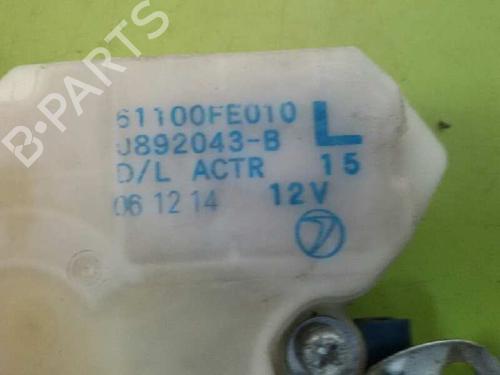 61100FE010
J892043-B L
D/L ACTR 15
06 12 14 12V
B-PARTS